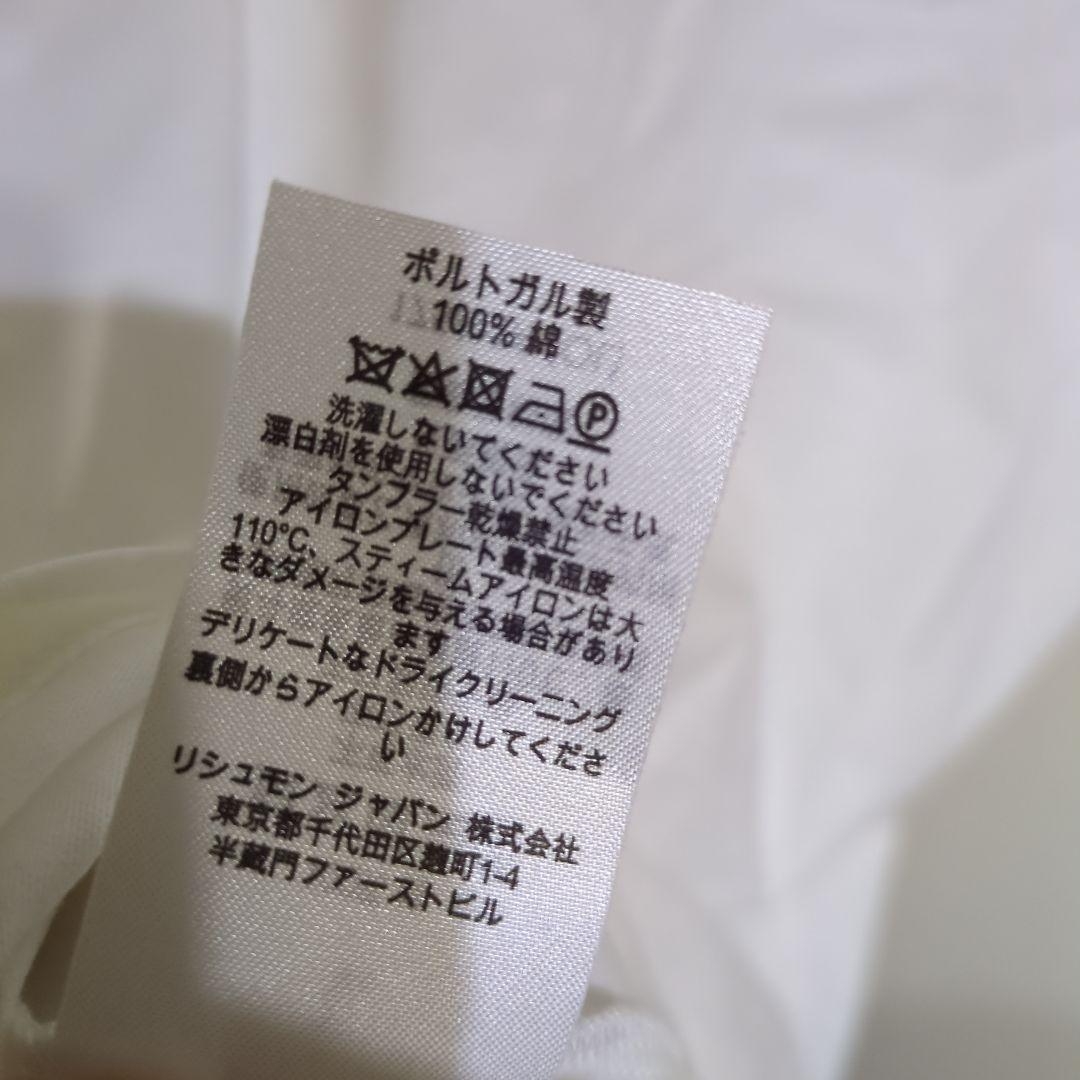 ポルトガル製
100% 綿
P
洗濯しないてください
漂白剤を使用しないでください
タンブラー乾燥禁止
アイロンプレート最高温度
110°C、スティームアイロンは大
きなダメージを与える場合があり
ます
デリケートなドライクリーニング
裏側からアイロンかけしてくださ
い
リシュモン ジャパン 株式会社
東京都千代田区麹町1-4
半蔵門ファーストビル